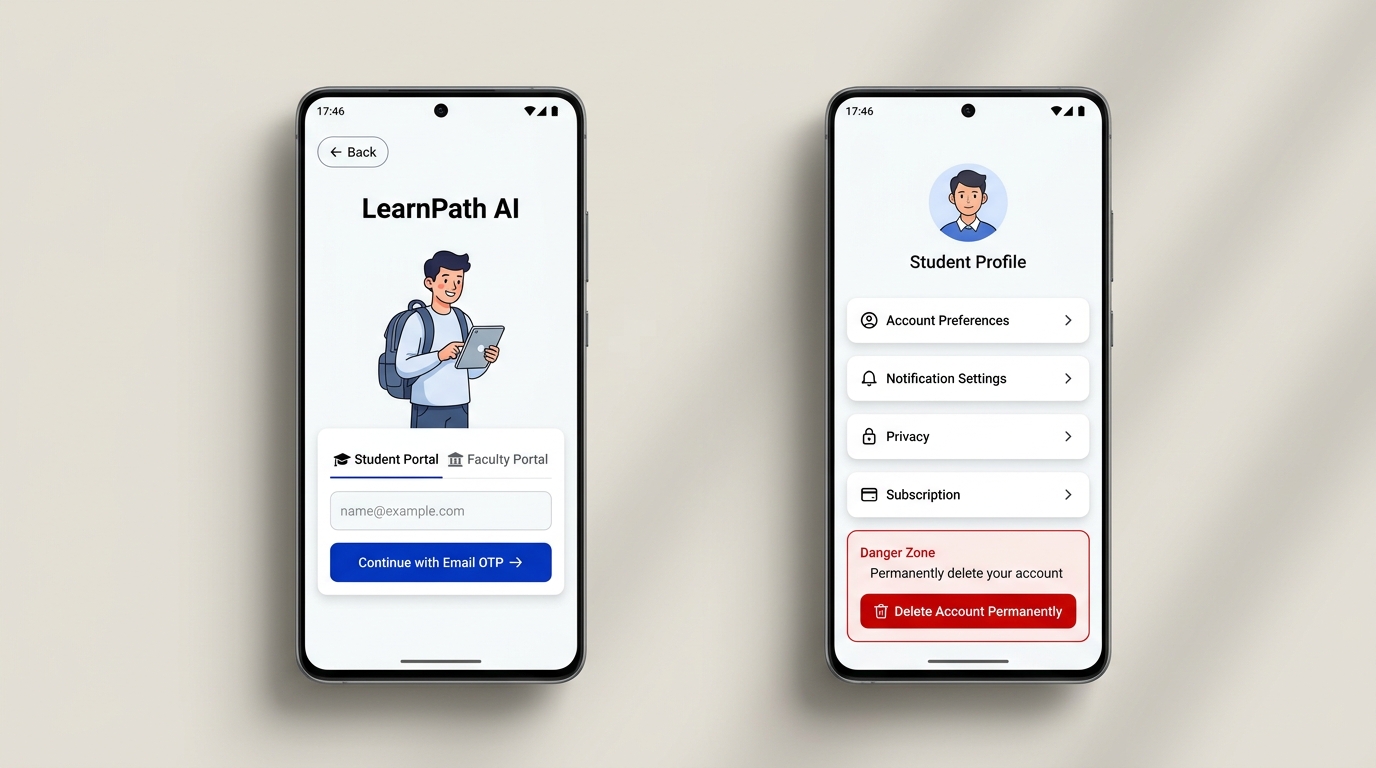 17:46
← Back
LearnPath AI
Student Portal
Faculty Portal
name@example.com
Continue with Email OTP →
17:46
Student Profile
Account Preferences
Notification Settings
Privacy
Subscription
Danger Zone
Permanently delete your account
Delete Account Permanently